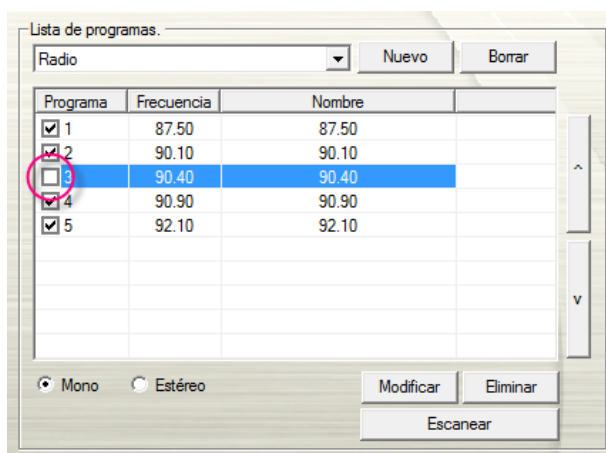 Lista de programas.
Radio
Nuevo
Borrar
Programa Frecuencia Nombre
1 87.50 87.50
2 90.10 90.10
3 90.40 90.40
4 90.90 90.90
5 92.10 92.10
^
v
Mono Estéreo
Modificar Eliminar
Escanear